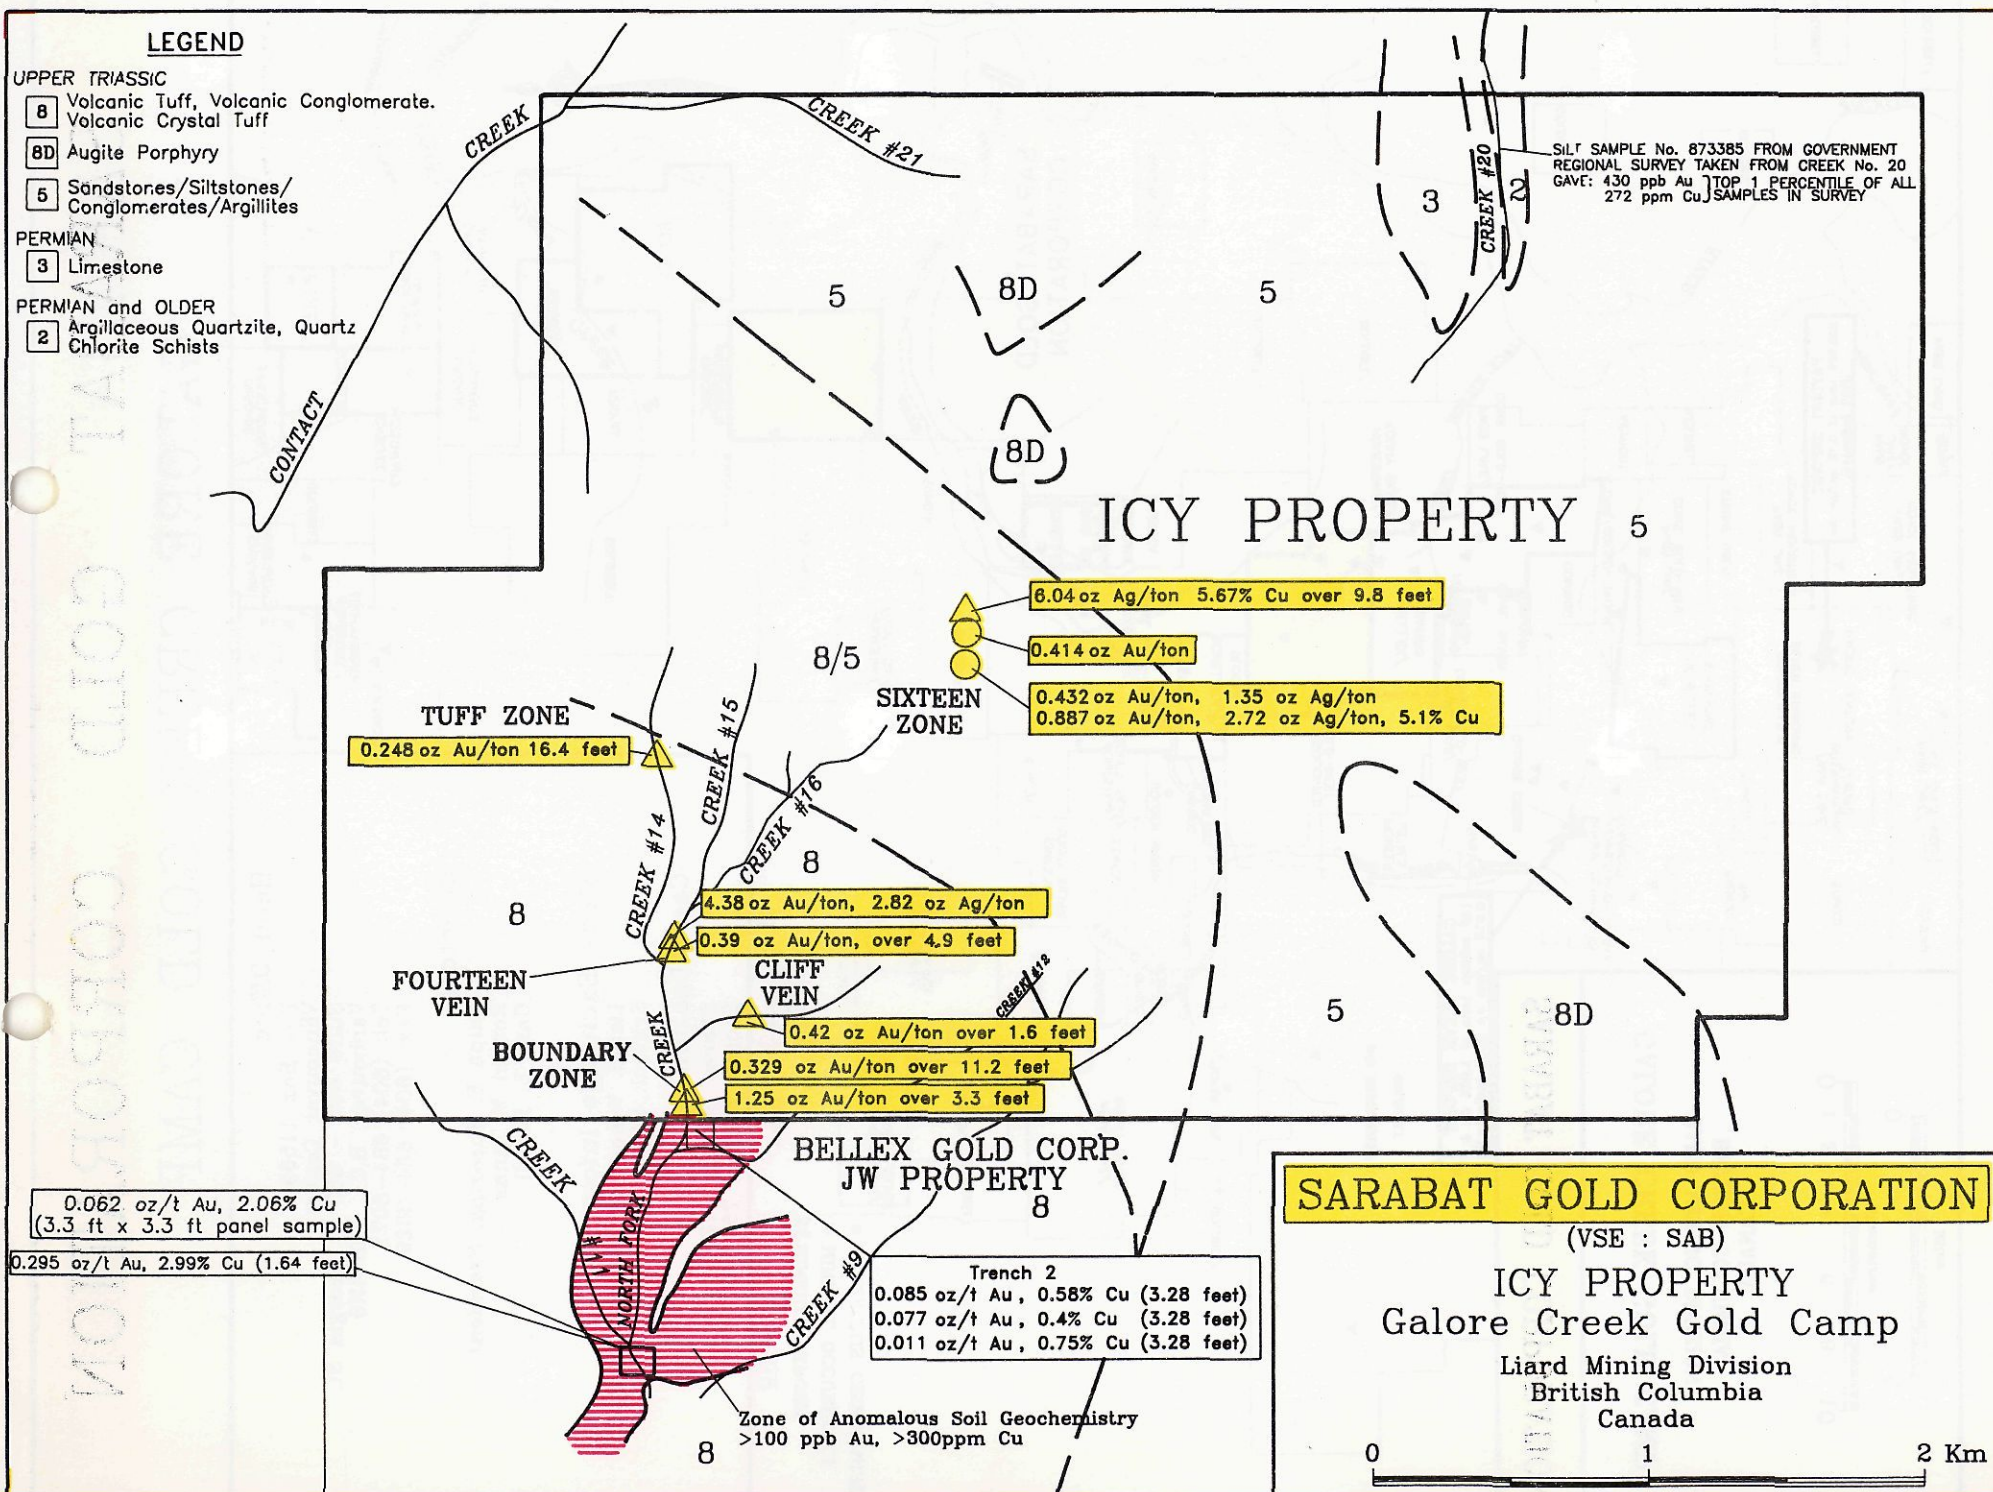 LEGEND
UPPER TRIASSIC
8 Volcanic Tuff, Volcanic Conglomerate.
Volcanic Crystal Tuff
8D Augite Porphyry
5 Sandstones/Siltstones/
Conglomerates/Argillites
PERMIAN
3 Limestone
PERMIAN and OLDER
2 Argillaceous Quartzite, Quartz
Chlorite Schists
CREEK
CONTACT
CREEK #21
CREEK #20
3
2
SILT SAMPLE No. 873385 FROM GOVERNMENT
REGIONAL SURVEY TAKEN FROM CREEK No. 20
GAVE: 430 ppb Au ] TOP 1 PERCENTILE OF ALL
272 ppm Cu ] SAMPLES IN SURVEY
5
8D
5
8D
ICY PROPERTY
5
6.04 oz Ag/ton 5.67% Cu over 9.8 feet
0.414 oz Au/ton
0.432 oz Au/ton, 1.35 oz Ag/ton
0.887 oz Au/ton, 2.72 oz Ag/ton, 5.1% Cu
8/5
SIXTEEN
ZONE
TUFF ZONE
0.248 oz Au/ton 16.4 feet
CREEK #15
CREEK #16
CREEK #14
8
8
4.38 oz Au/ton, 2.82 oz Ag/ton
0.39 oz Au/ton, over 4.9 feet
FOURTEEN
VEIN
CLIFF
VEIN
CREEK #12
0.42 oz Au/ton over 1.6 feet
5
8D
BOUNDARY
ZONE
CREEK
0.329 oz Au/ton over 11.2 feet
1.25 oz Au/ton over 3.3 feet
BELLEX GOLD CORP.
JW PROPERTY
8
CREEK
#11
NORTH FORK
CREEK #9
0.062 oz/t Au, 2.06% Cu
(3.3 ft x 3.3 ft panel sample)
0.295 oz/t Au, 2.99% Cu (1.64 feet)
Trench 2
0.085 oz/t Au, 0.58% Cu (3.28 feet)
0.077 oz/t Au, 0.4% Cu (3.28 feet)
0.011 oz/t Au, 0.75% Cu (3.28 feet)
Zone of Anomalous Soil Geochemistry
>100 ppb Au, >300ppm Cu
8
SARABAT GOLD CORPORATION
(VSE : SAB)
ICY PROPERTY
Galore Creek Gold Camp
Liard Mining Division
British Columbia
Canada
0 1 2 Km